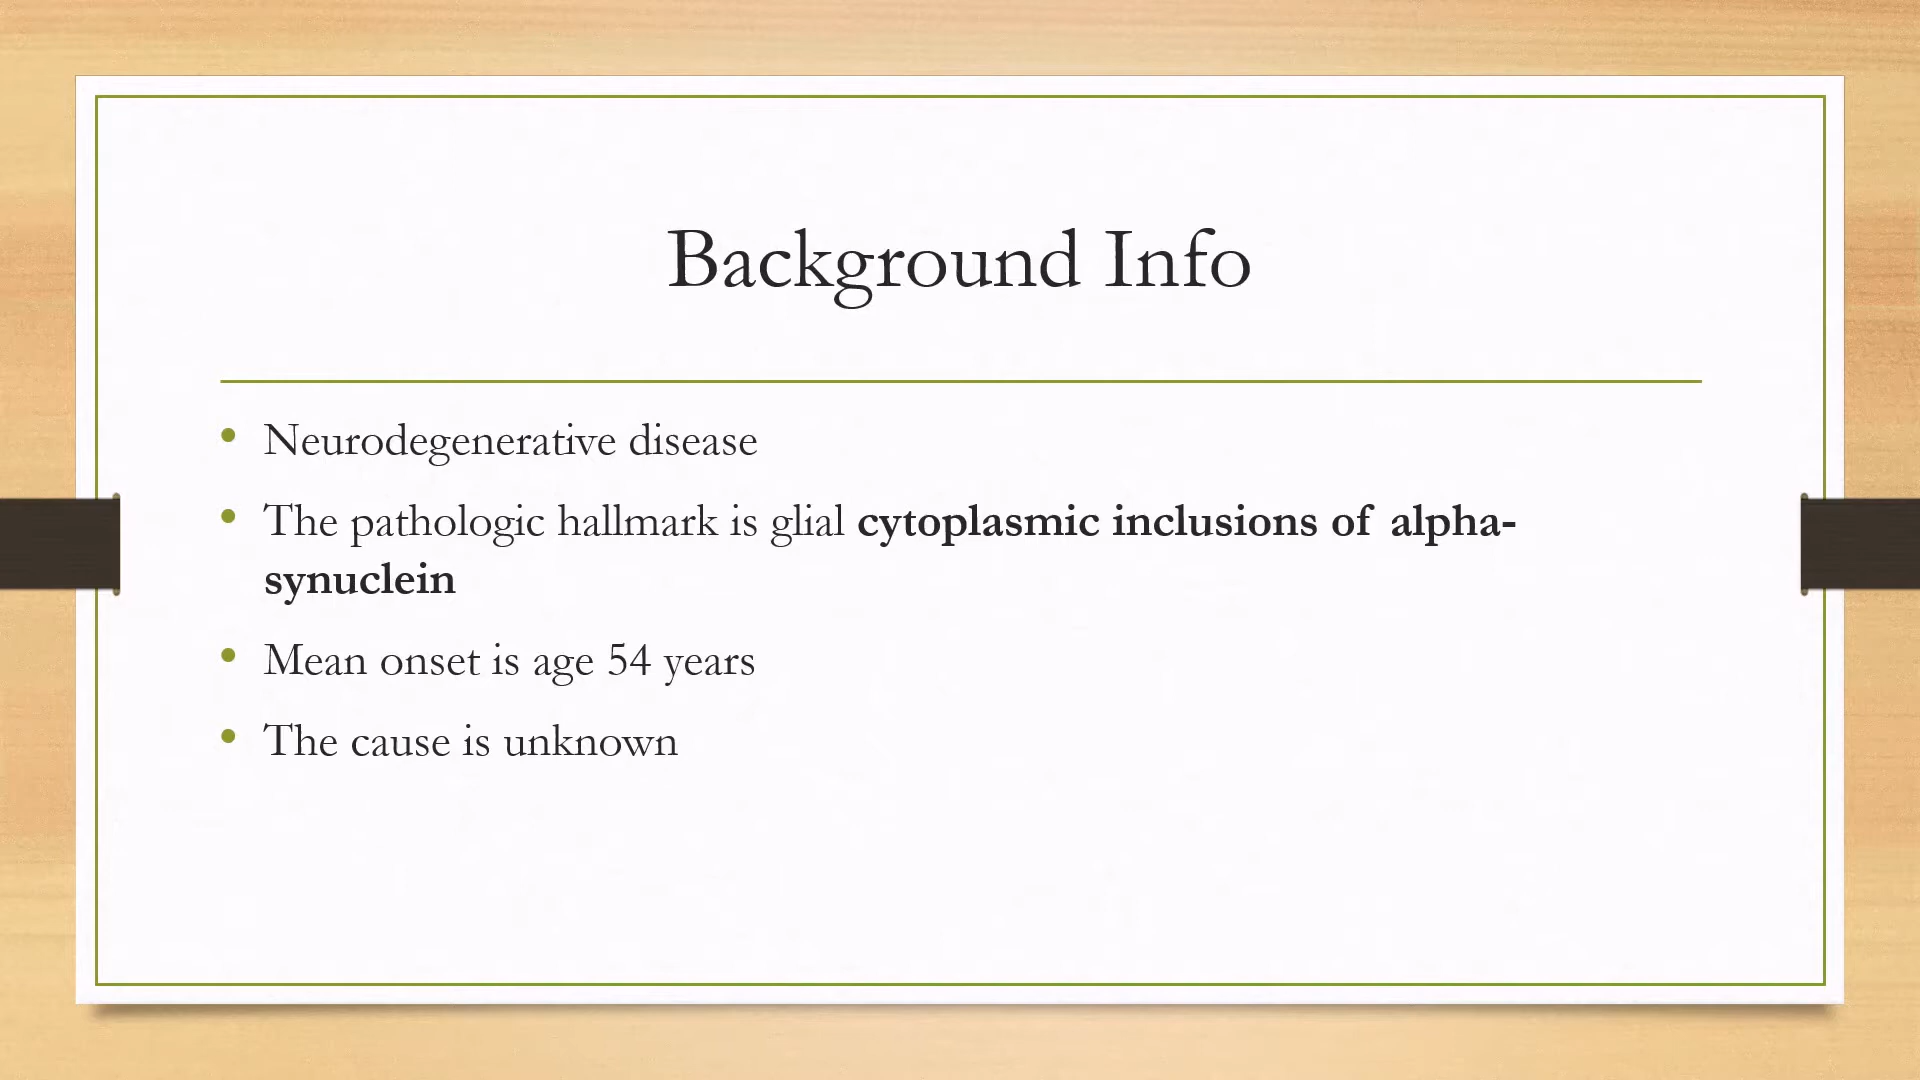 Background Info
• Neurodegenerative disease
• The pathologic hallmark is glial cytoplasmic inclusions of alpha-
synuclein
• Mean onset is age 54 years
• The cause is unknown